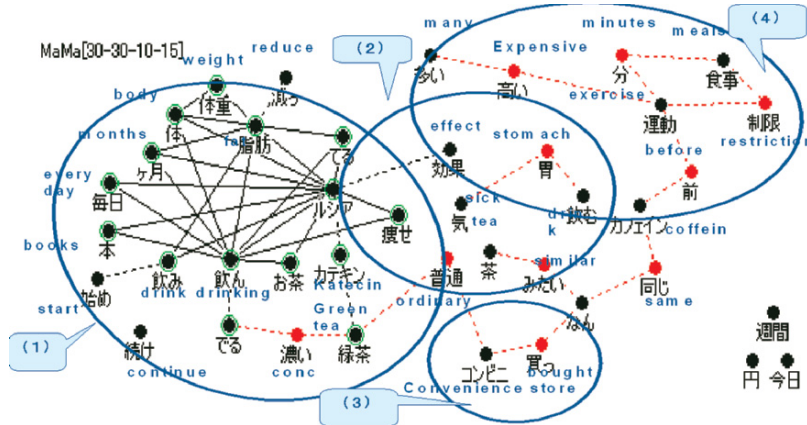 MaMa[30-30-10-15]
many
minutes
meals
(4)
(2)
Expensive
weight
reduce
多い
高い
分
食事
体重
減っ
body
exercise
運動
制限
体
脂肪
months
でる
effect
stomach
restriction
ヶ月
効果
胃
before
前
every
day
毎日
ルシア
sick
気
飲む
カフェイン
coffein
books
本
痩せ
tea
茶
similar
みたい
飲み
飲ん
お茶
カテキン
Katecin
普通
同じ
same
始め
start
drink
drinking
Green
tea
ordinary
なん
でる
濃い
緑茶
週間
(1)
続け
continue
conc
コンビニ
買っ
bought
円
今日
Convenience store
(3)